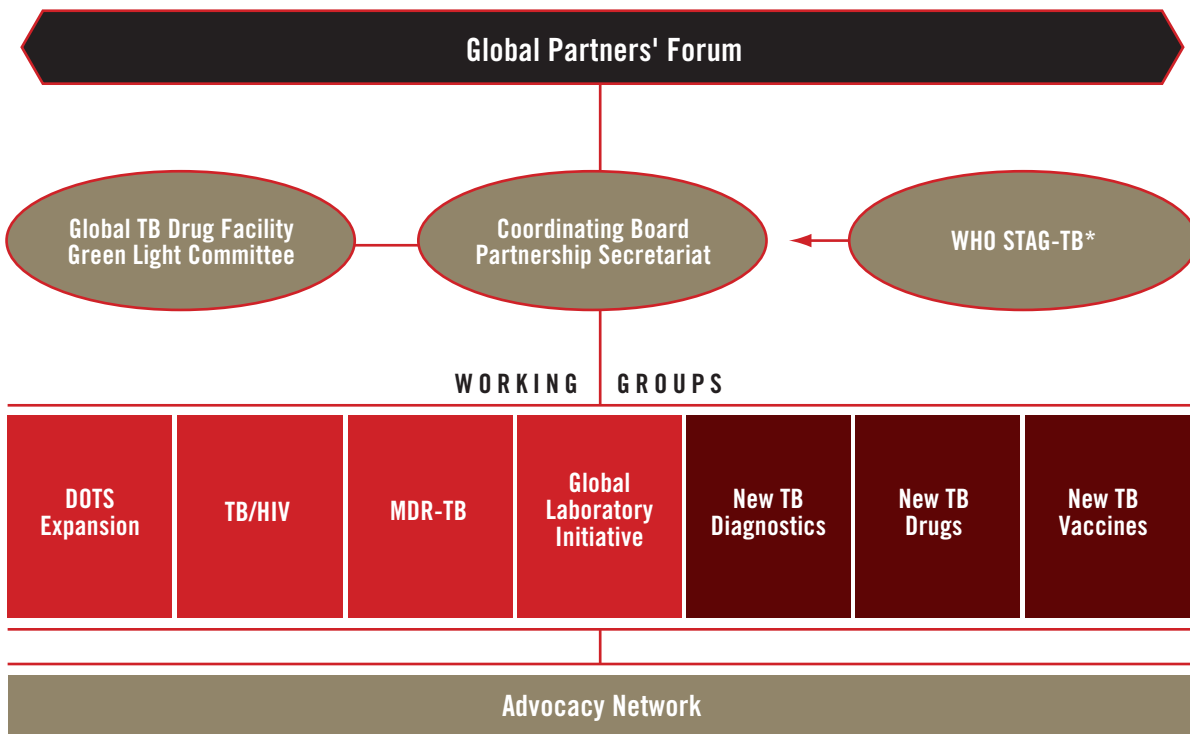 Global Partners' Forum
Global TB Drug Facility
Green Light Committee
Coordinating Board
Partnership Secretariat
WHO STAG-TB*
WORKING GROUPS
DOTS
Expansion
TB/HIV
MDR-TB
Global
Laboratory
Initiative
New TB
Diagnostics
New TB
Drugs
New TB
Vaccines
Advocacy Network